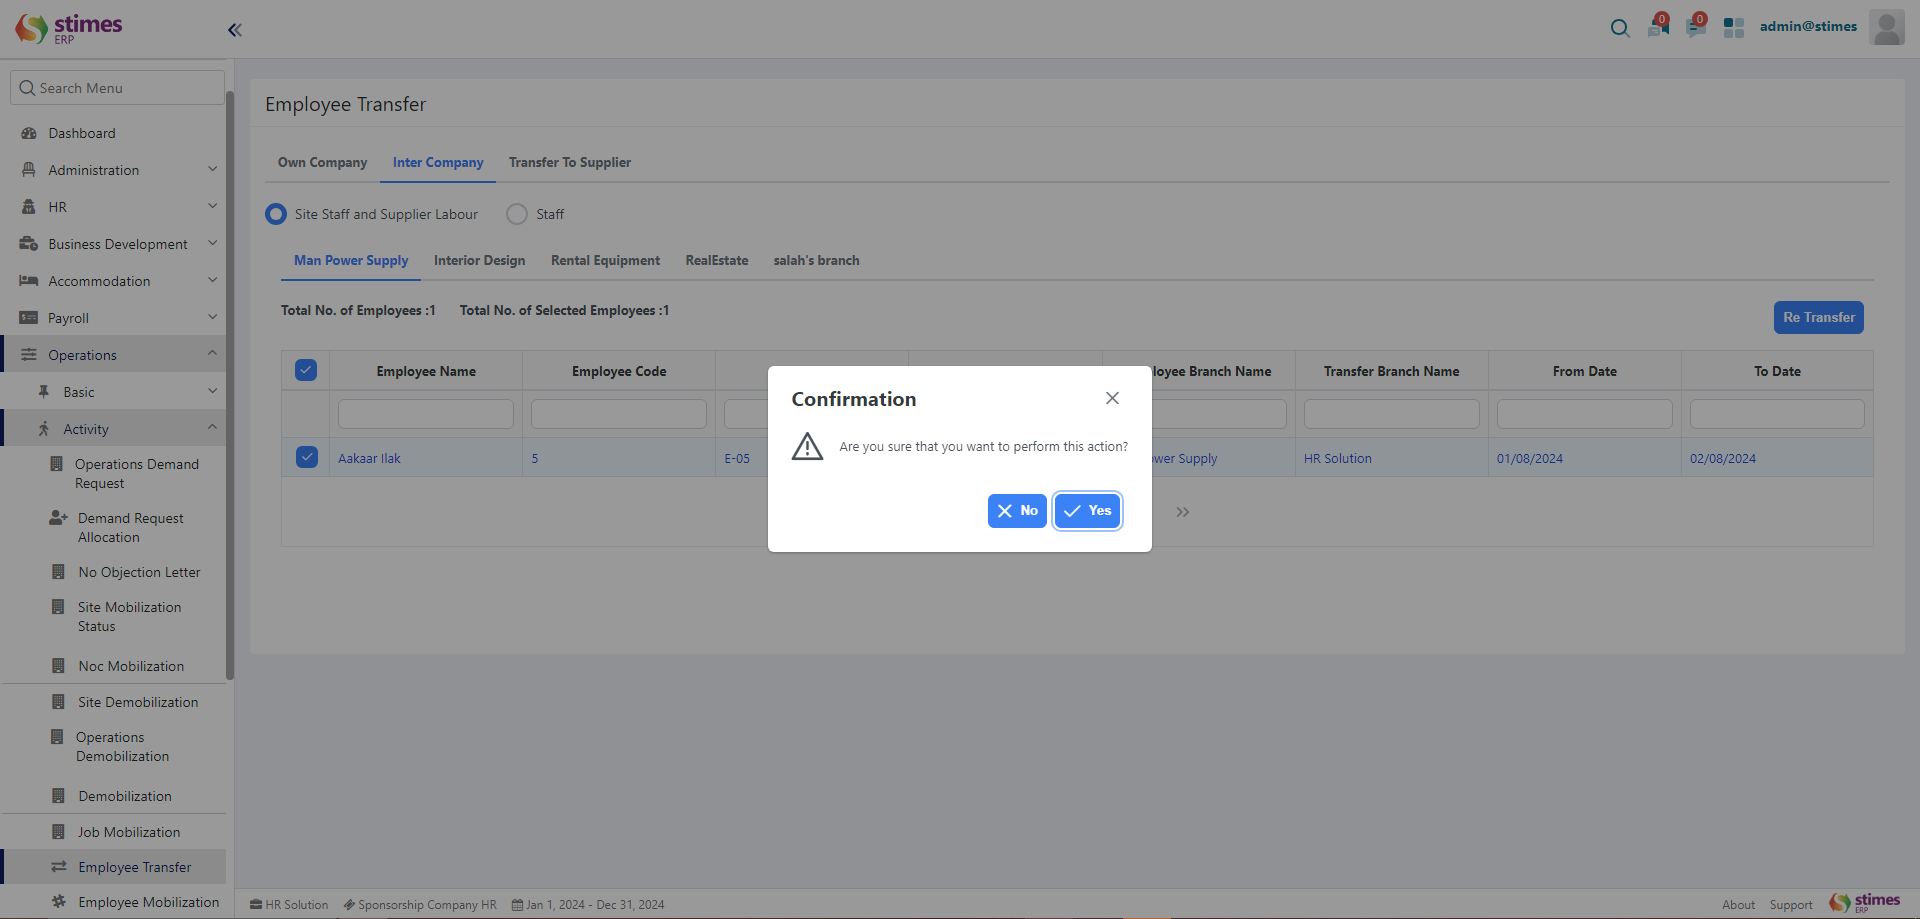 stimes
ERP
0
0
admin@stimes
Search Menu
Dashboard
Administration
HR
Business Development
Accommodation
Payroll
Operations
Basic
Activity
Operations Demand
Request
Demand Request
Allocation
No Objection Letter
Site Mobilization
Status
Noc Mobilization
Site Demobilization
Operations
Demobilization
Demobilization
Job Mobilization
Employee Transfer
Employee Mobilization
Employee Transfer
Own Company Inter Company Transfer To Supplier
Site Staff and Supplier Labour Staff
Man Power Supply Interior Design Rental Equipment RealEstate salah's branch
Total No. of Employees :1 Total No. of Selected Employees :1
Re Transfer
Employee Name Employee Code loyee Branch Name Transfer Branch Name From Date To Date
Aakaar Ilak 5 E-05 wer Supply HR Solution 01/08/2024 02/08/2024
Confirmation
Are you sure that you want to perform this action?
No Yes
HR Solution Sponsorship Company HR Jan 1, 2024 - Dec 31, 2024
About Support
stimes
ERP